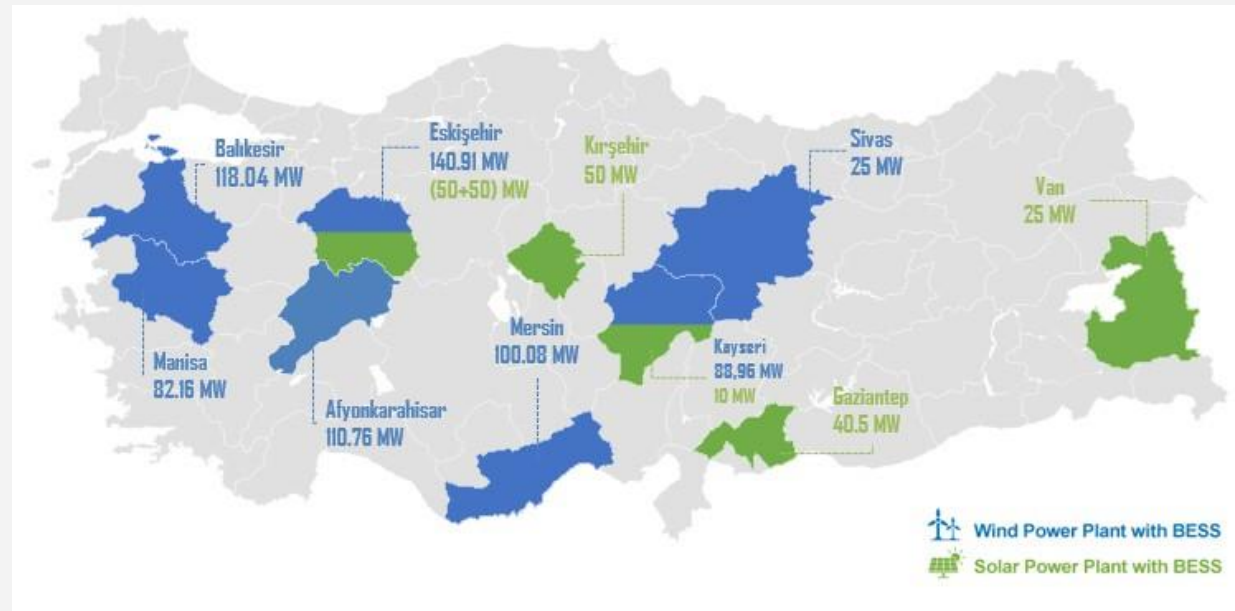 Balıkesir
118.04 MW
Eskişehir
140.91 MW
(50+50) MW
Kırşehir
50 MW
Sivas
25 MW
Van
25 MW
Manisa
82.16 MW
Afyonkarahisar
110.76 MW
Mersin
100.08 MW
Kayseri
88,96 MW
10 MW
Gaziantep
40.5 MW
Wind Power Plant with BESS
Solar Power Plant with BESS